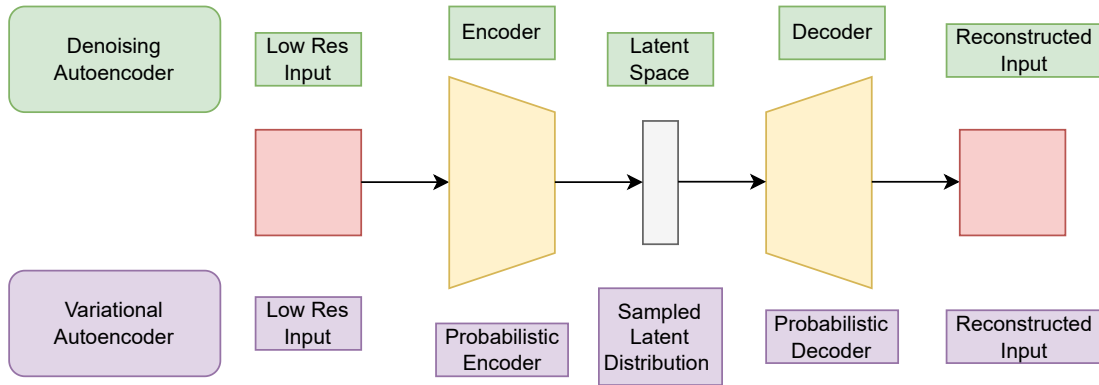 Denoising
Autoencoder
Low Res
Input
Encoder
Latent
Space
Decoder
Reconstructed
Input
Variational
Autoencoder
Low Res
Input
Probabilistic
Encoder
Sampled
Latent
Distribution
Probabilistic
Decoder
Reconstructed
Input